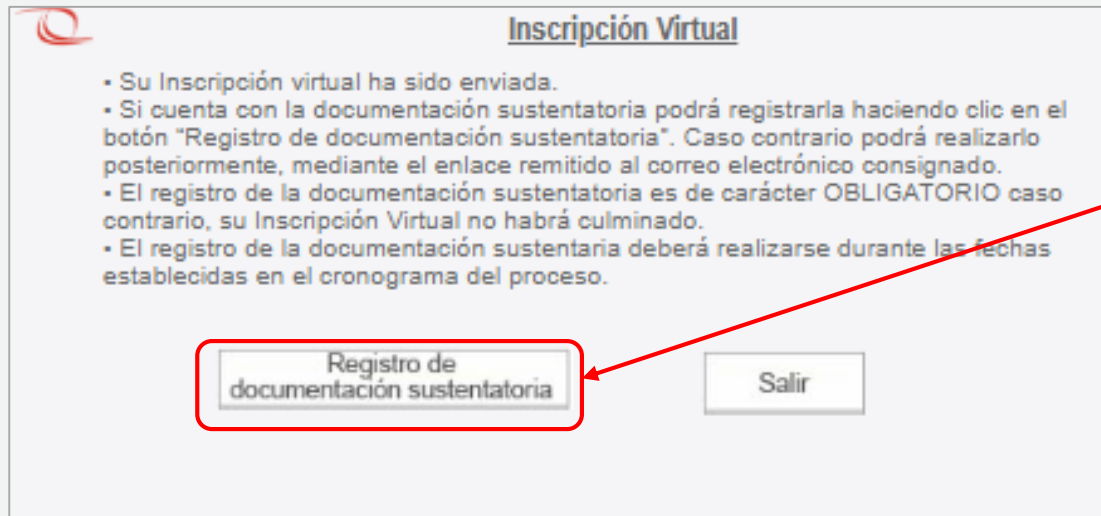 Inscripción Virtual
▪ Su Inscripción virtual ha sido enviada.
▪ Si cuenta con la documentación sustentatoria podrá registrarla haciendo clic en el
botón "Registro de documentación sustentatoria". Caso contrario podrá realizarlo
posteriormente, mediante el enlace remitido al correo electrónico consignado.
▪ El registro de la documentación sustentatoria es de carácter OBLIGATORIO caso
contrario, su Inscripción Virtual no habrá culminado.
▪ El registro de la documentación sustentaria deberá realizarse durante las fechas
establecidas en el cronograma del proceso.
Registro de
documentación sustentatoria
Salir